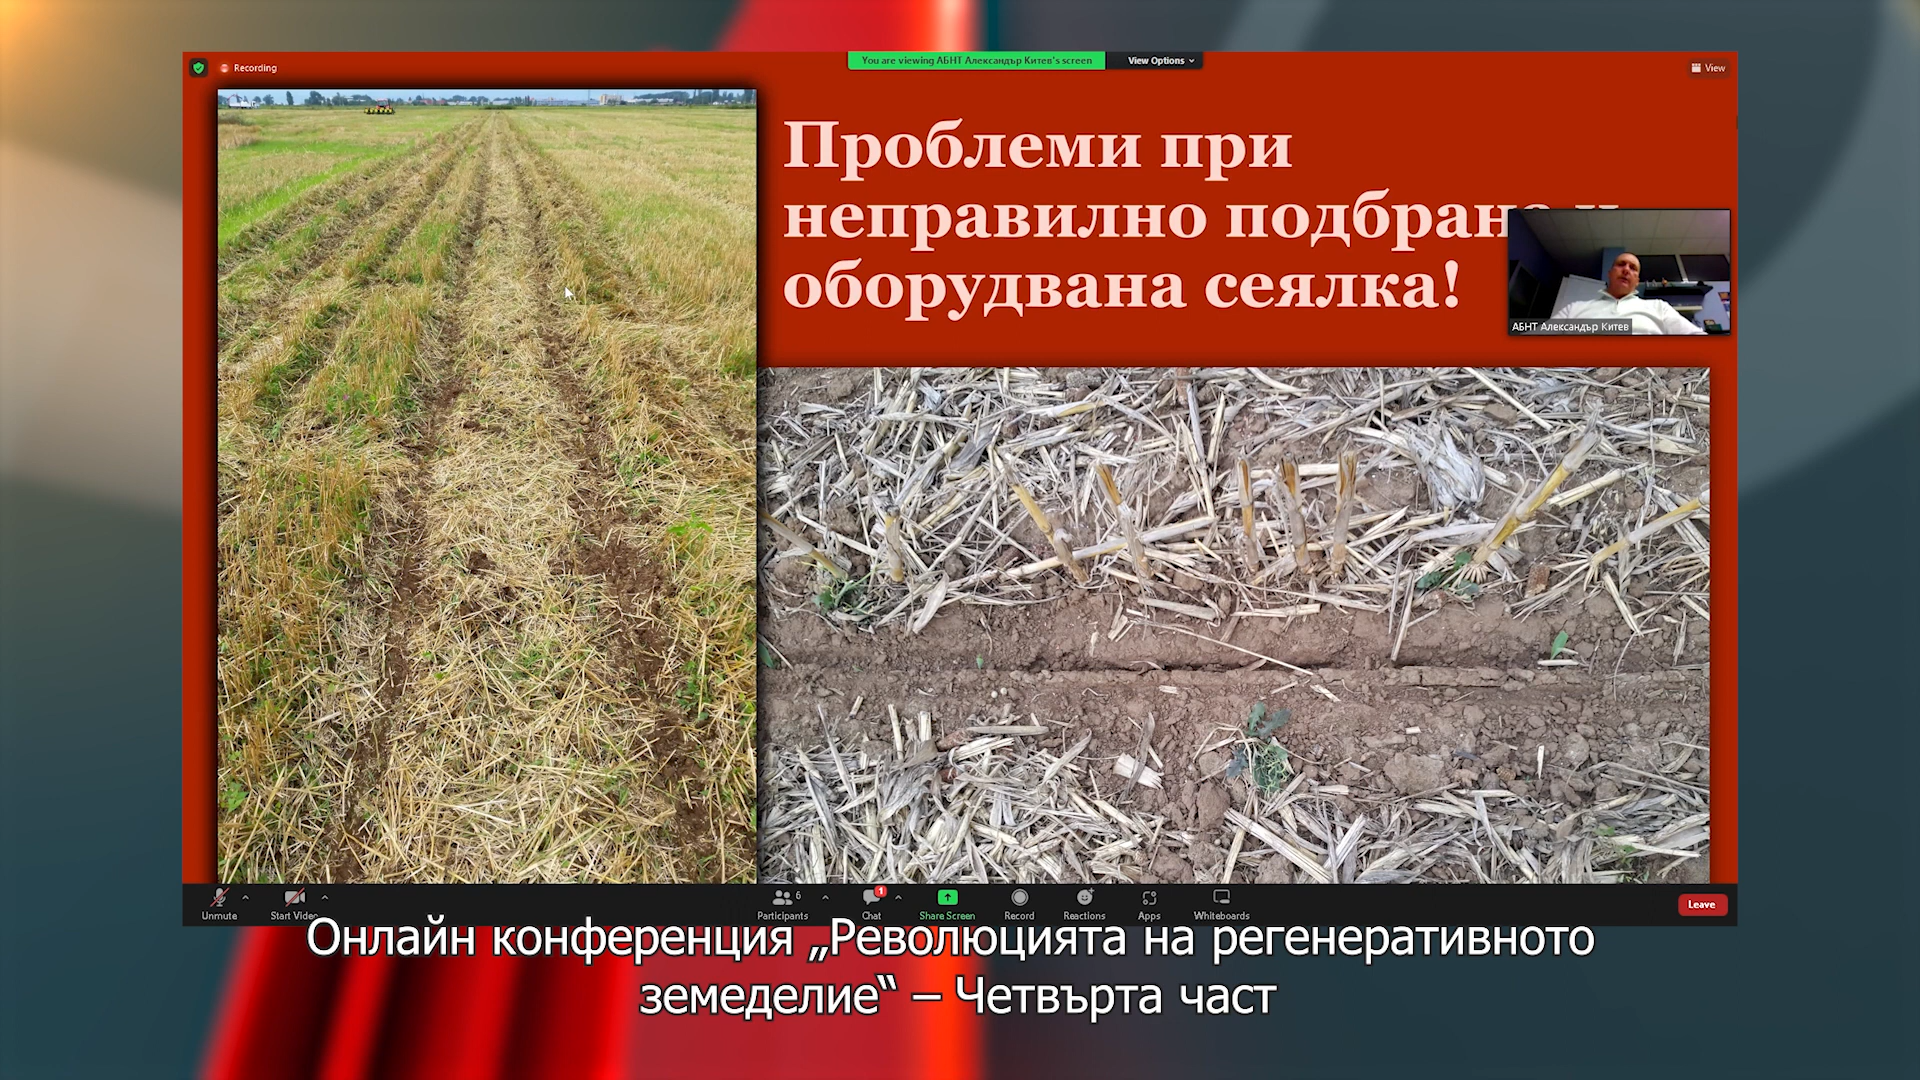 Recording
You are viewing АБНТ Александър Китев's screen
View Options
View
Проблеми при
неправилно подбрана и
оборудвана сеялка!
АБНТ Александър Китев
Unmute
Start Video
6
Participants
1
Chat
Share Screen
Record
Reactions
Apps
Whiteboards
Leave
Онлайн конференция „Революцията на регенеративното
земеделие“ – Четвърта част